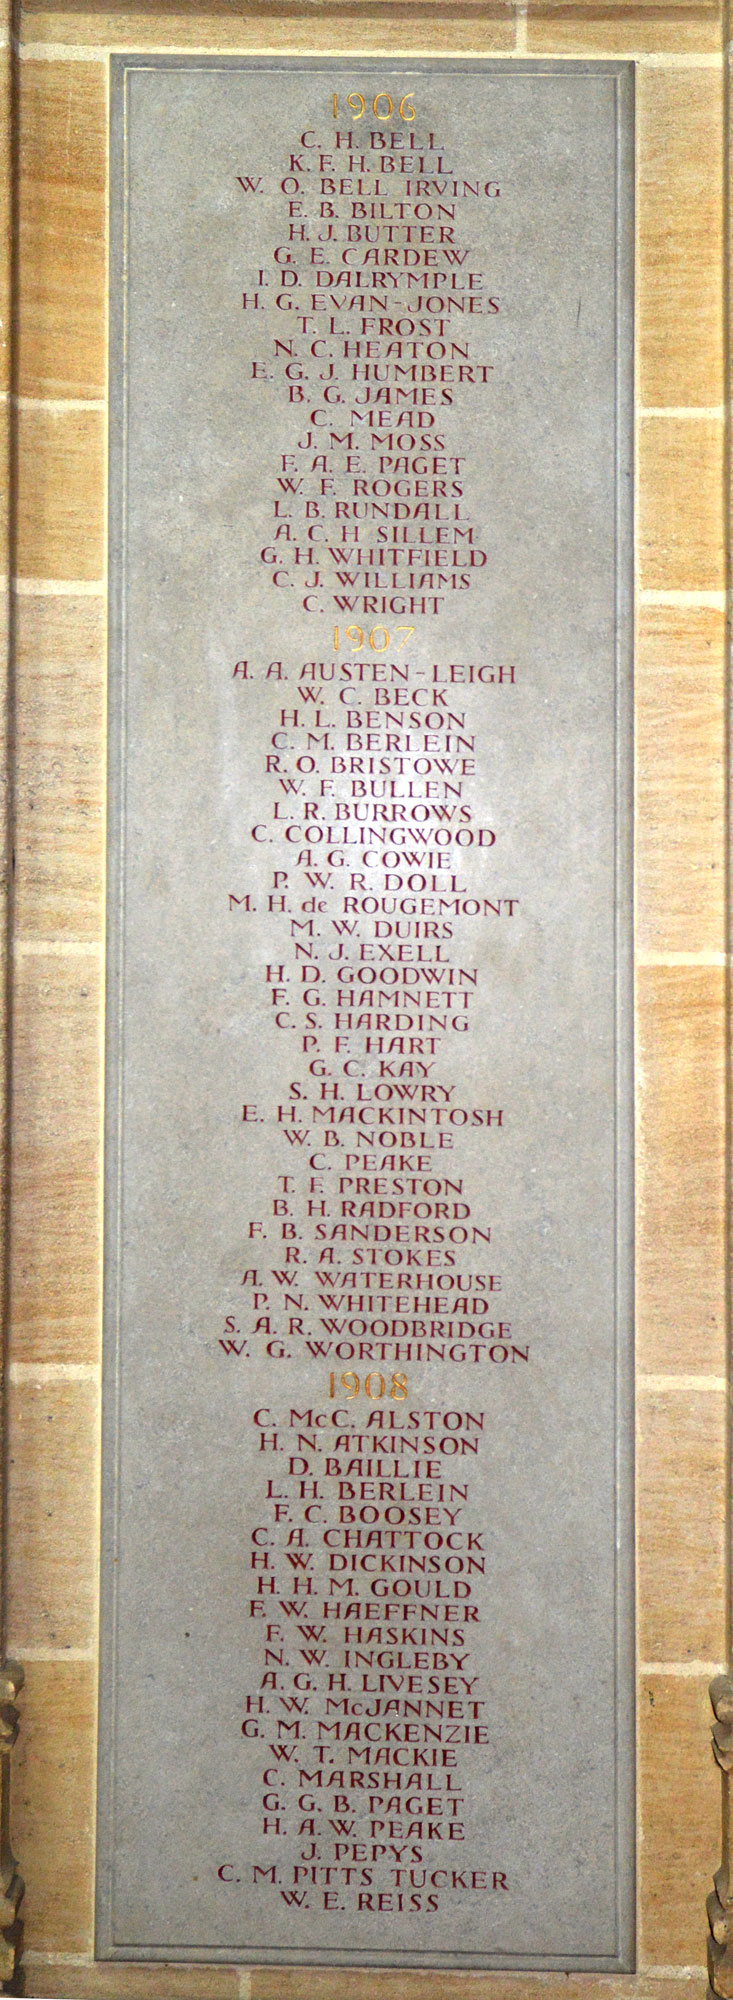 1906
C. H. BELL
K. F. H. BELL
W. O. BELL IRVING
E. B. BILTON
H. J. BUTTER
G. E. CARDEW
I. D. DALRYMPLE
H. G. EVAN-JONES
T. L. FROST
N. C. HEATON
E. G. J. HUMBERT
B. G. JAMES
C. MEAD
J. M. MOSS
F. A. E. PAGET
W. F. ROGERS
L. B. RUNDALL
A. C. H SILLEM
G. H. WHITFIELD
C. J. WILLIAMS
C. WRIGHT
1907
A. A. AUSTEN-LEIGH
W. C. BECK
H. L. BENSON
C. M. BERLEIN
R. O. BRISTOWE
W. F. BULLEN
L. R. BURROWS
C. COLLINGWOOD
A. G. COWIE
P. W. R. DOLL
M. H. de ROUGEMONT
M. W. DUIRS
N. J. EXELL
H. D. GOODWIN
F. G. HAMNETT
C. S. HARDING
P. F. HART
G. C. KAY
S. H. LOWRY
E. H. MACKINTOSH
W. B. NOBLE
C. PEAKE
T. F. PRESTON
B. H. RADFORD
F. B. SANDERSON
R. A. STOKES
A. W. WATERHOUSE
P. N. WHITEHEAD
S. A. R. WOODBRIDGE
W. G. WORTHINGTON
1908
C. McC. ALSTON
H. N. ATKINSON
D. BAILLIE
L. H. BERLEIN
F. C. BOOSEY
C. A. CHATTOCK
H. W. DICKINSON
H. H. M. GOULD
F. W. HAEFFNER
F. W. HASKINS
N. W. INGLEBY
A. G. H. LIVESEY
H. W. McJANNET
G. M. MACKENZIE
W. T. MACKIE
C. MARSHALL
G. G. B. PAGET
H. A. W. PEAKE
J. PEPYS
C. M. PITTS TUCKER
W. E. REISS